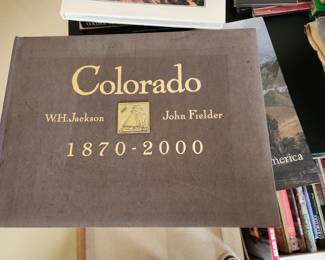 Colorado
W.H. Jackson John Fielder
1870-2000
merica